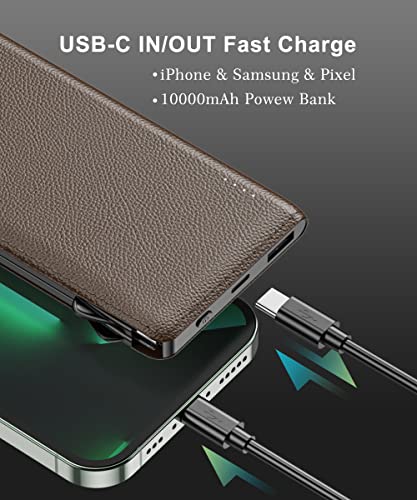 USB-C IN/OUT Fast Charge
• iPhone & Samsung & Pixel
• 10000mAh Powew Bank